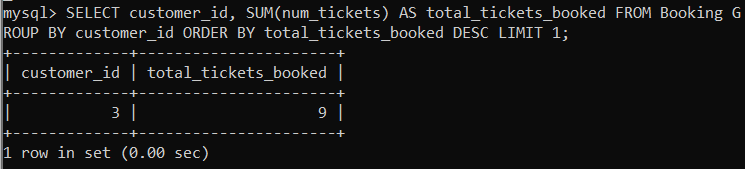 mysql> SELECT customer_id, SUM(num_tickets) AS total_tickets_booked FROM Booking G
ROUP BY customer_id ORDER BY total_tickets_booked DESC LIMIT 1;
+-------------+----------------------+
| customer_id | total_tickets_booked |
+-------------+----------------------+
|           3 |                    9 |
+-------------+----------------------+
1 row in set (0.00 sec)